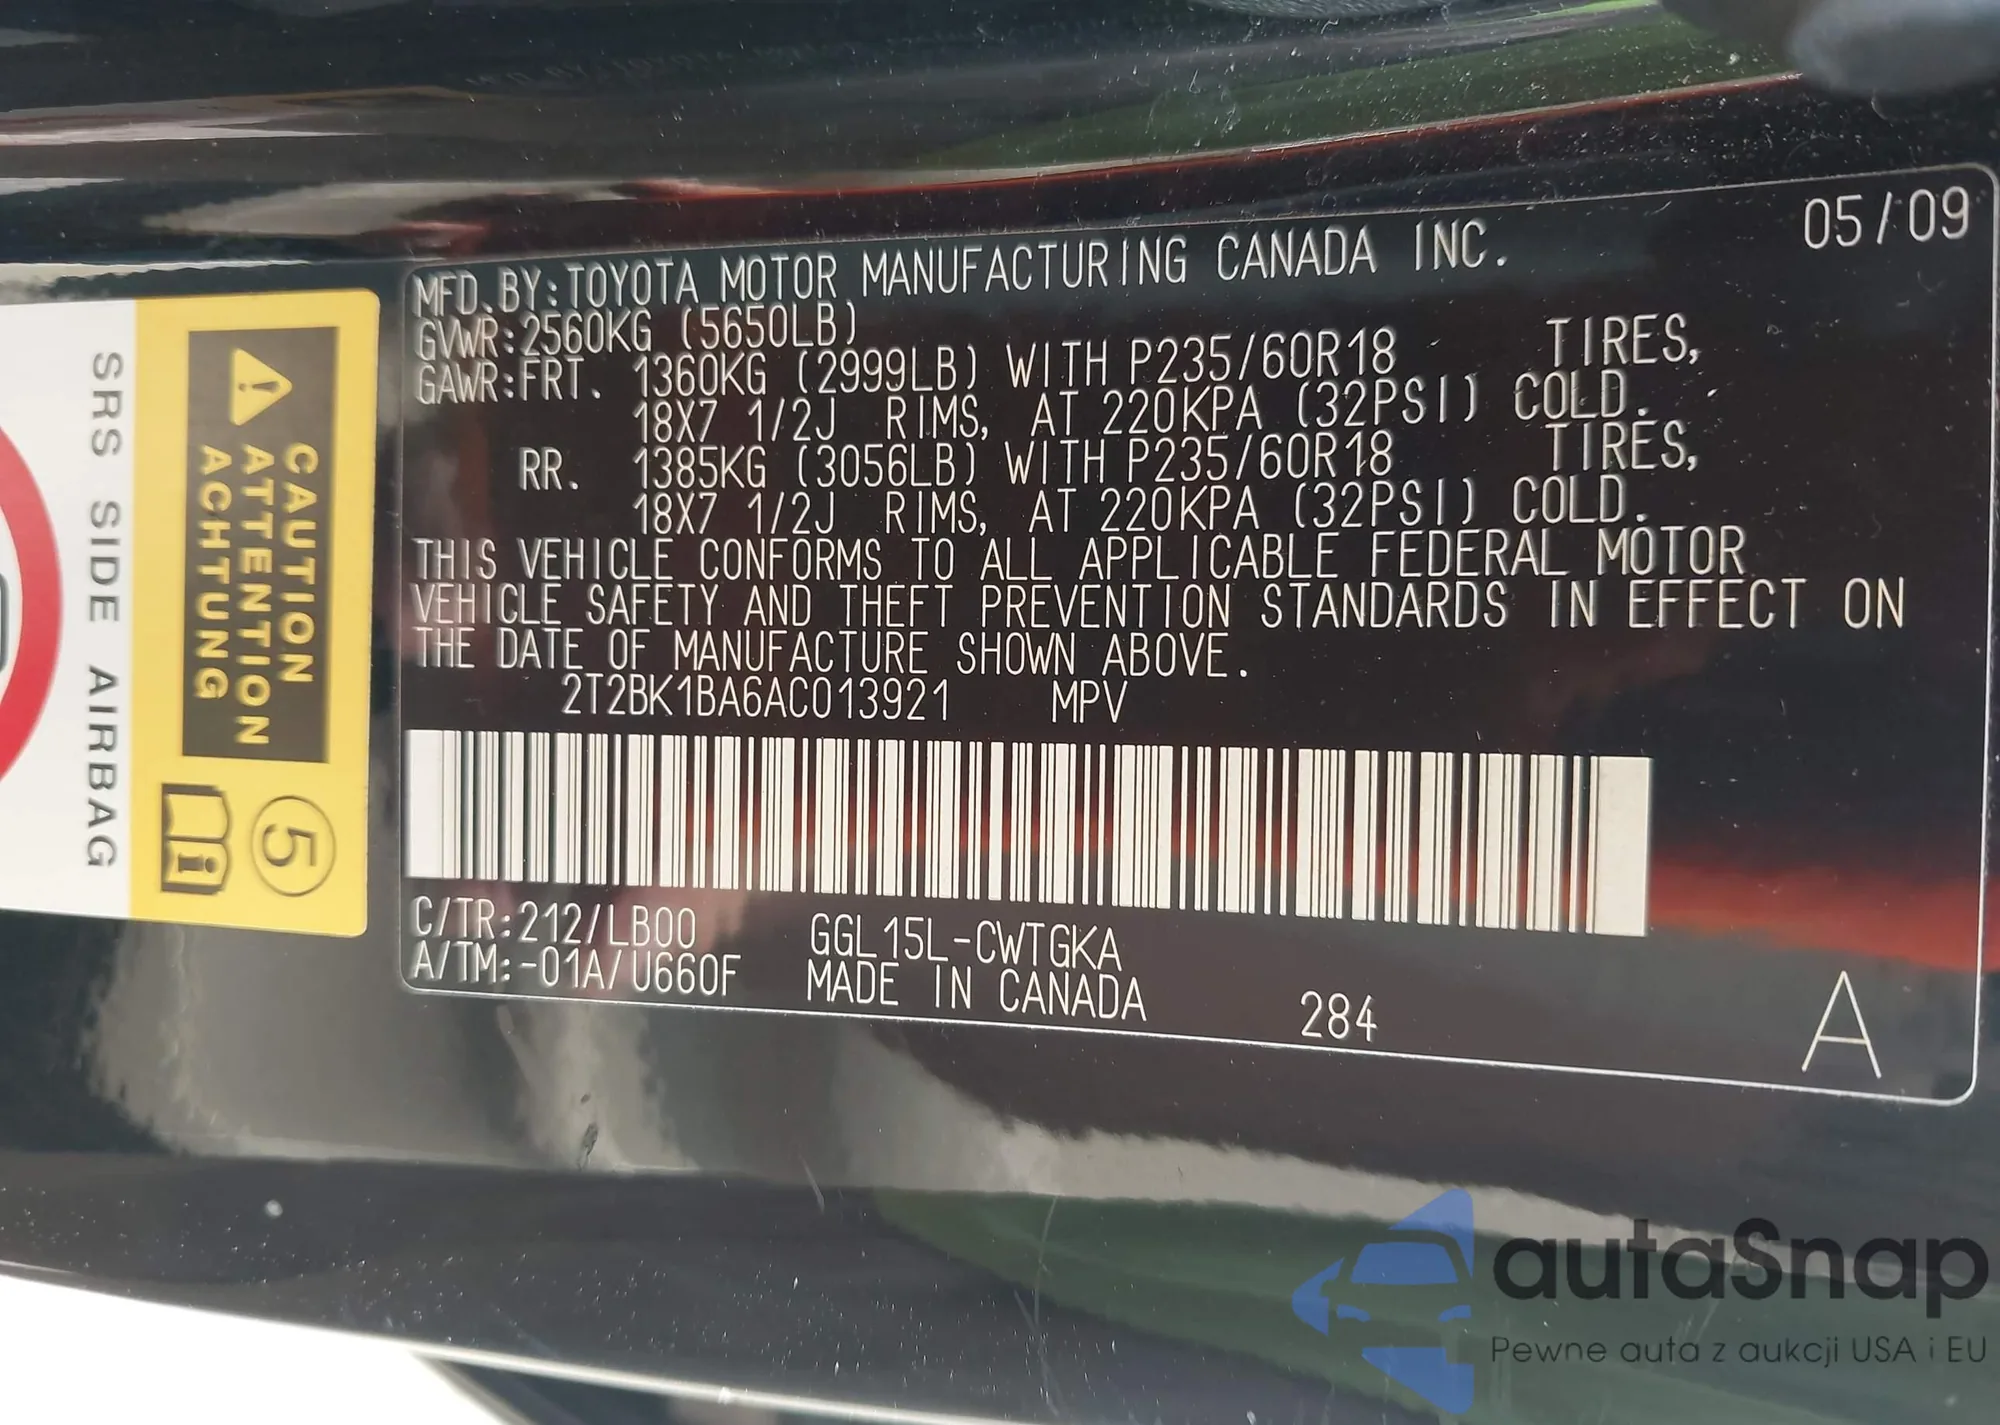 05/09
MFD.BY:TOYOTA MOTOR MANUFACTURING CANADA INC.
GVWR:2560KG (5650LB)
GAWR:FRT. 1360KG (2999LB) WITH P235/60R18 TIRES,
18X7 1/2J RIMS, AT 220KPA (32PSI) COLD.
RR. 1385KG (3056LB) WITH P235/60R18 TIRES,
18X7 1/2J RIMS, AT 220KPA (32PSI) COLD.
THIS VEHICLE CONFORMS TO ALL APPLICABLE FEDERAL MOTOR
VEHICLE SAFETY AND THEFT PREVENTION STANDARDS IN EFFECT ON
THE DATE OF MANUFACTURE SHOWN ABOVE.
2T2BK1BA6AC013921 MPV
C/TR:212/LB00 GGL15L-CWTGKA
A/TM:-01A/U660F MADE IN CANADA 284 A
CAUTION
ATTENTION
ACHTUNG
5
SRS SIDE AIRBAG
autaSnap
Pewne auta z aukcji USA i EU